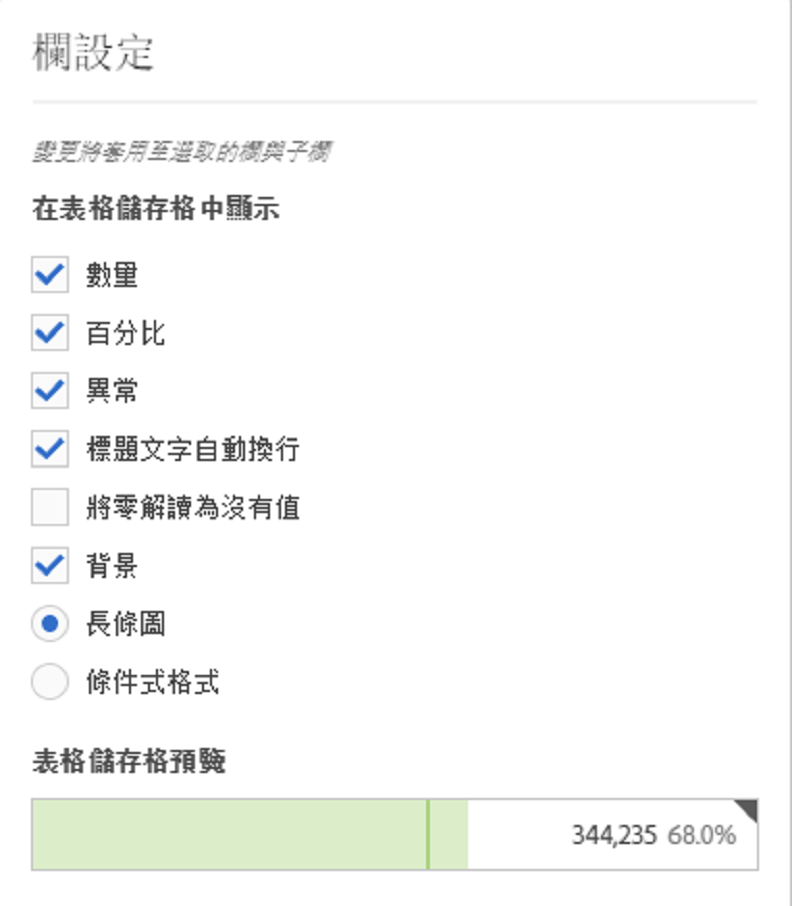 欄設定
變更將套用至選取的欄與子欄
在表格儲存格中顯示
數量
百分比
異常
標題文字自動換行
將零解讀為沒有值
背景
長條圖
條件式格式
表格儲存格預覽
344,235 68.0%